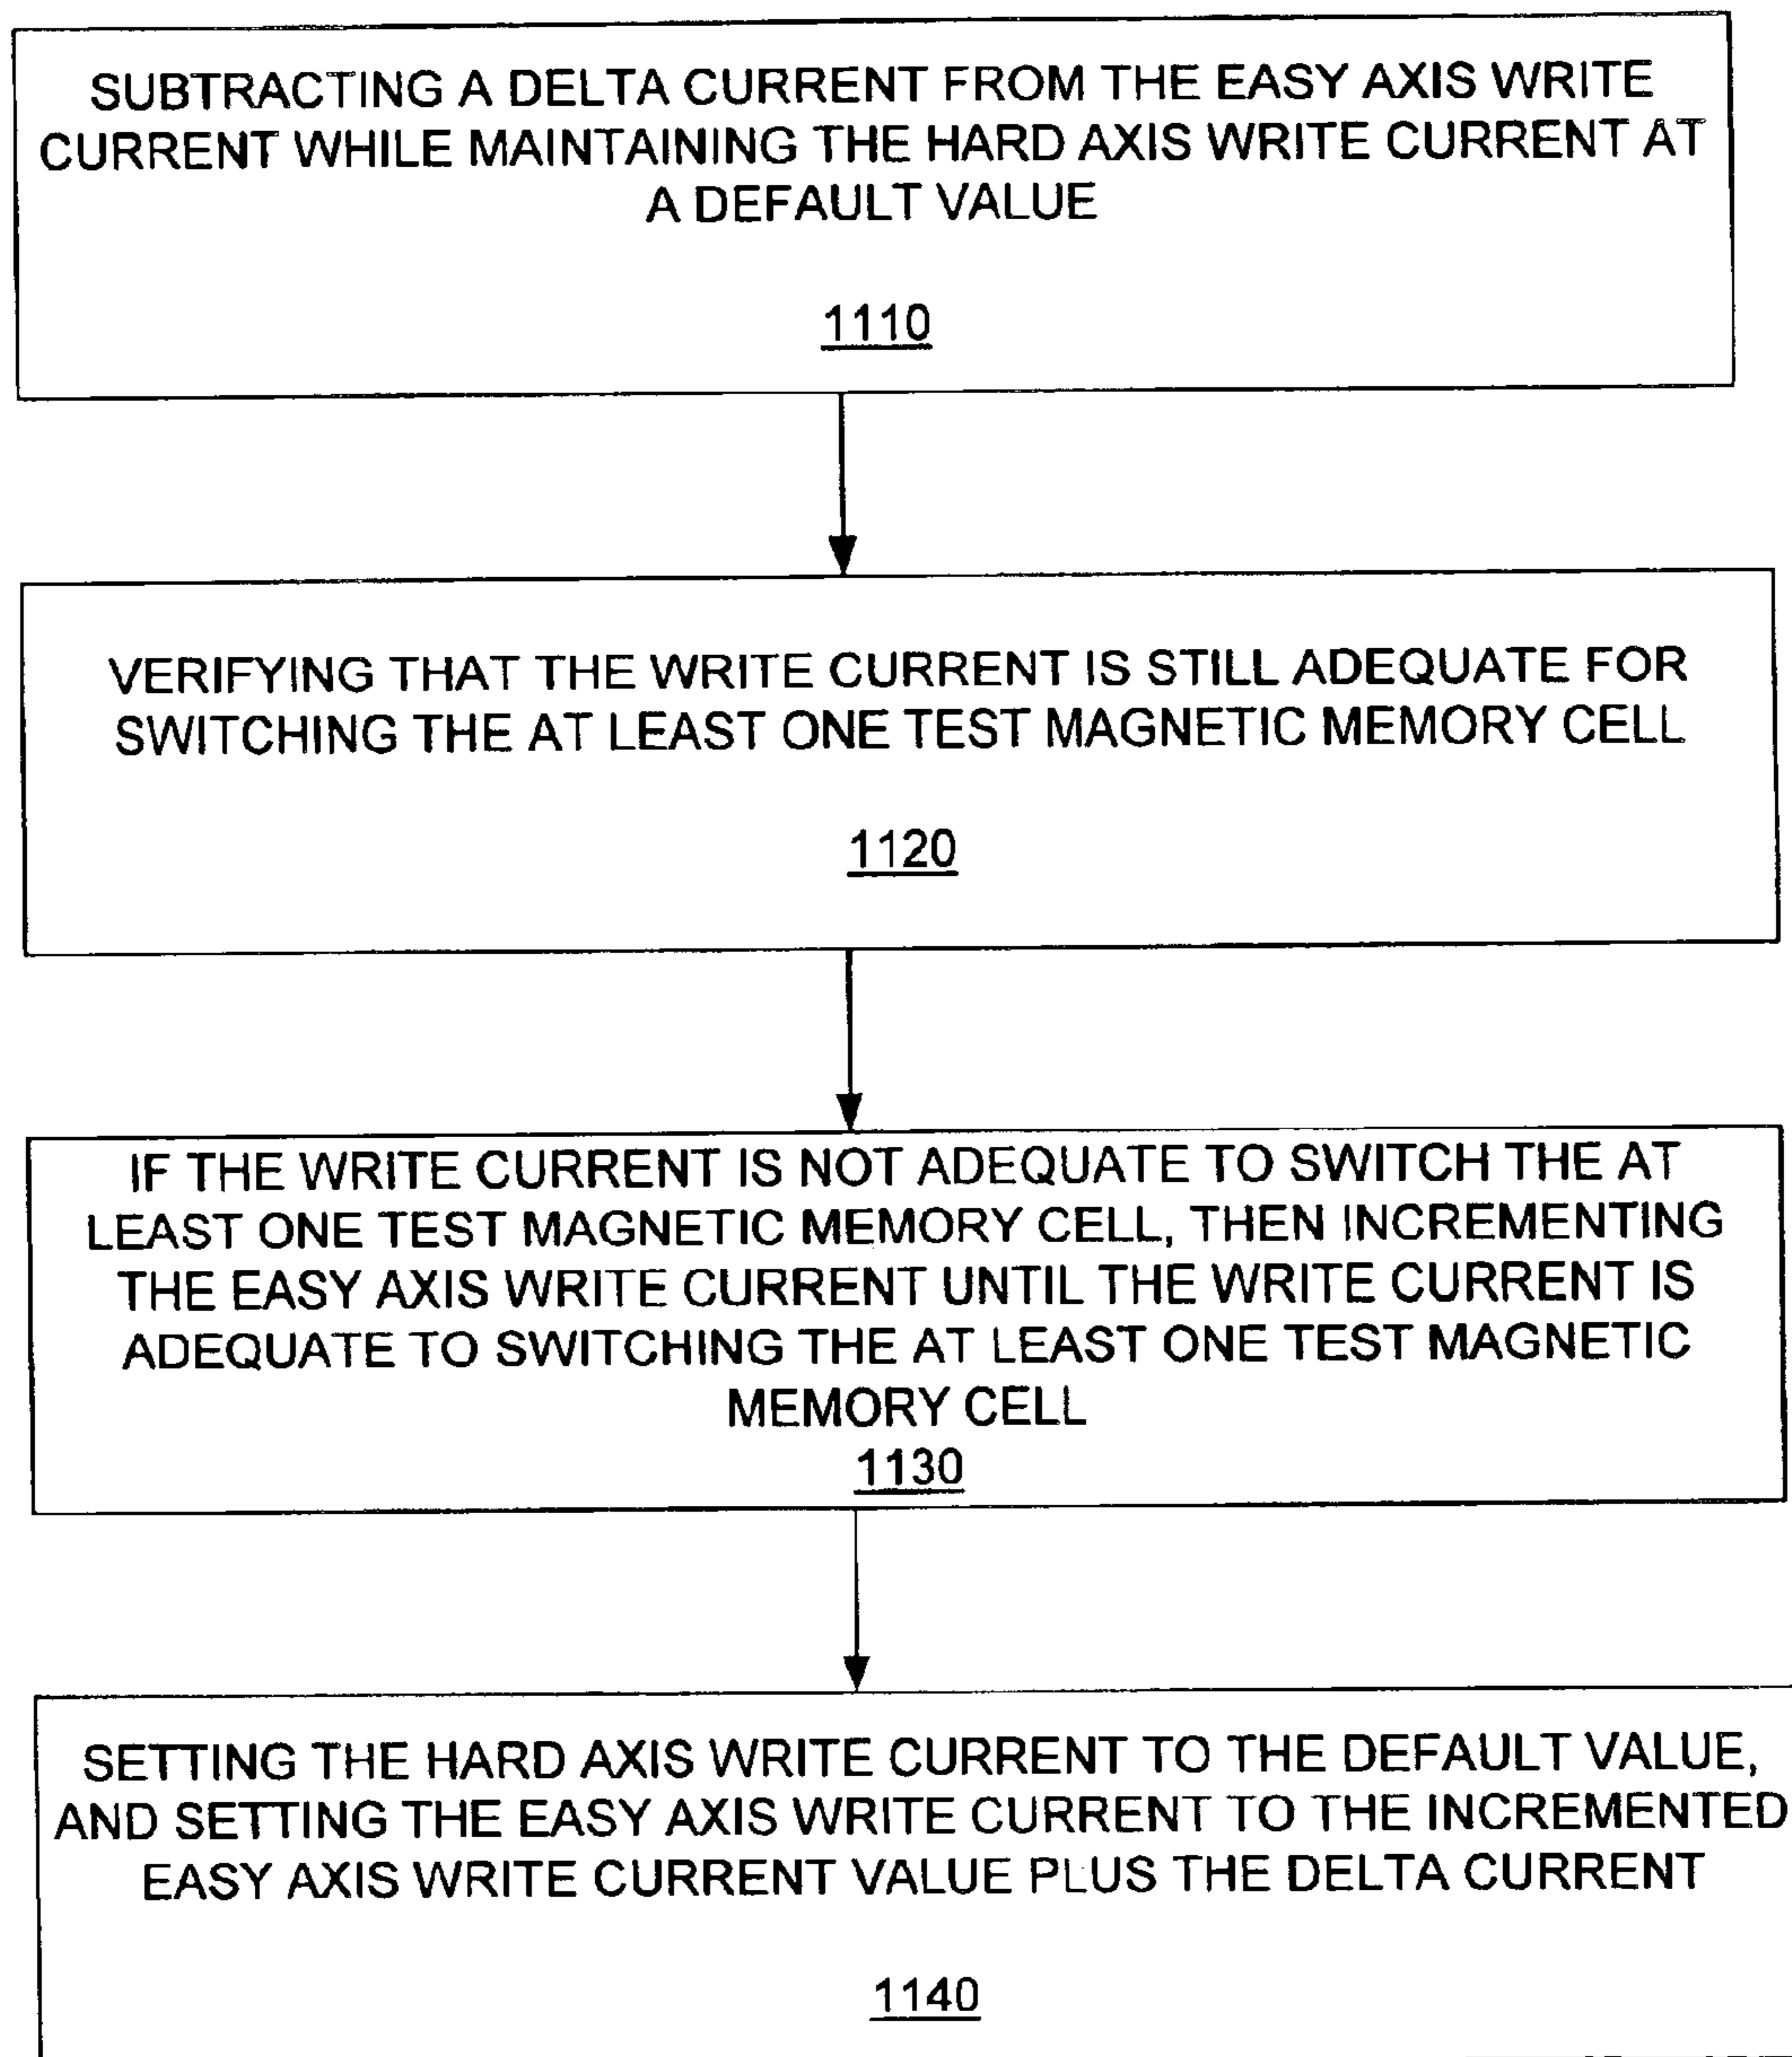 SUBTRACTING A DELTA CURRENT FROM THE EASY AXIS WRITE
CURRENT WHILE MAINTAINING THE HARD AXIS WRITE CURRENT AT
A DEFAULT VALUE
1110
VERIFYING THAT THE WRITE CURRENT IS STILL ADEQUATE FOR
SWITCHING THE AT LEAST ONE TEST MAGNETIC MEMORY CELL
1120
IF THE WRITE CURRENT IS NOT ADEQUATE TO SWITCH THE AT
LEAST ONE TEST MAGNETIC MEMORY CELL, THEN INCREMENTING
THE EASY AXIS WRITE CURRENT UNTIL THE WRITE CURRENT IS
ADEQUATE TO SWITCHING THE AT LEAST ONE TEST MAGNETIC
MEMORY CELL
1130
SETTING THE HARD AXIS WRITE CURRENT TO THE DEFAULT VALUE,
AND SETTING THE EASY AXIS WRITE CURRENT TO THE INCREMENTED
EASY AXIS WRITE CURRENT VALUE PLUS THE DELTA CURRENT
1140